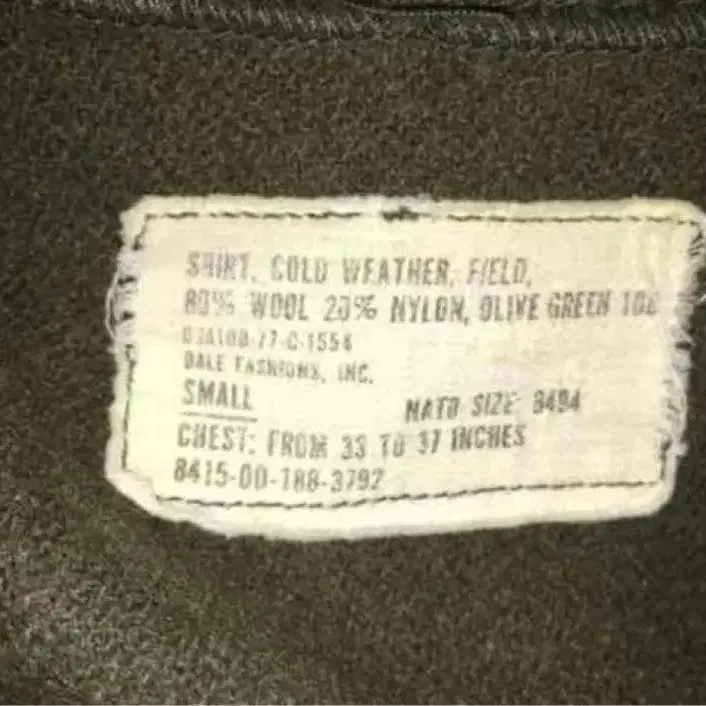 SHIRT, COLD WEATHER, FIELD,
80% WOOL 20% NYLON, OLIVE GREEN 108
DSA100-77-C-1554
DALE FASHIONS, INC.
SMALL
NATO SIZE: 8494
CHEST: FROM 33 TO 37 INCHES
8415-00-188-3792